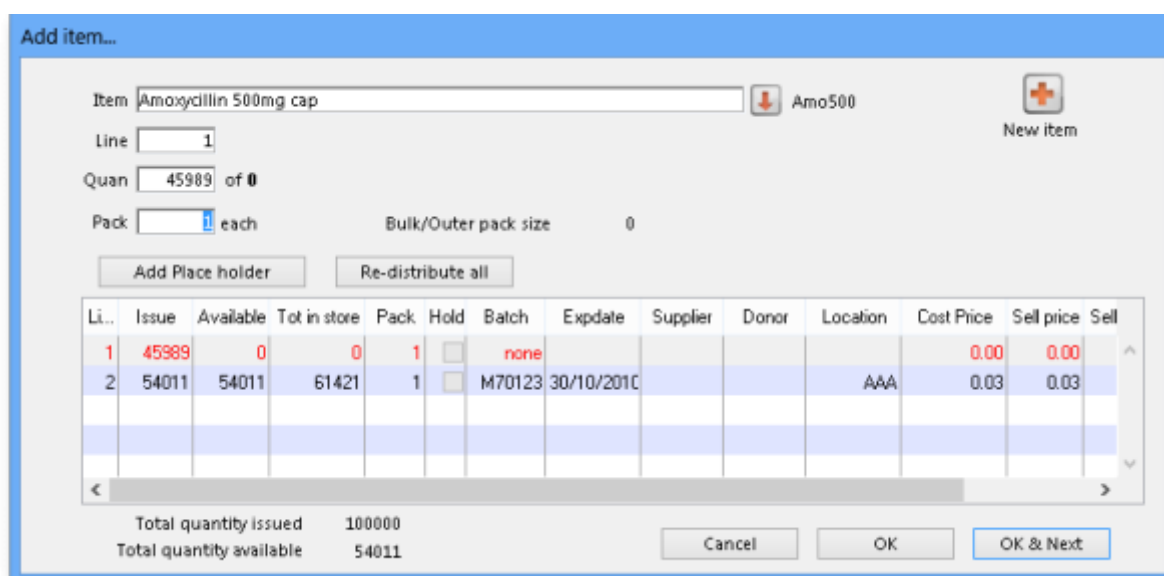 Add item...
Item Amoxycillin 500mg cap Amo500
New item
Line 1
Quan 45989 of 0
Pack 1 each Bulk/Outer pack size 0
Add Place holder Re-distribute all
Li... Issue Available Tot in store Pack Hold Batch Expdate Supplier Donor Location Cost Price Sell price Sell
1 45989 0 0 1 none 0.00 0.00
2 54011 54011 61421 1 M70123 30/10/2010 AAA 0.03 0.03
Total quantity issued 100000
Total quantity available 54011
Cancel OK OK & Next